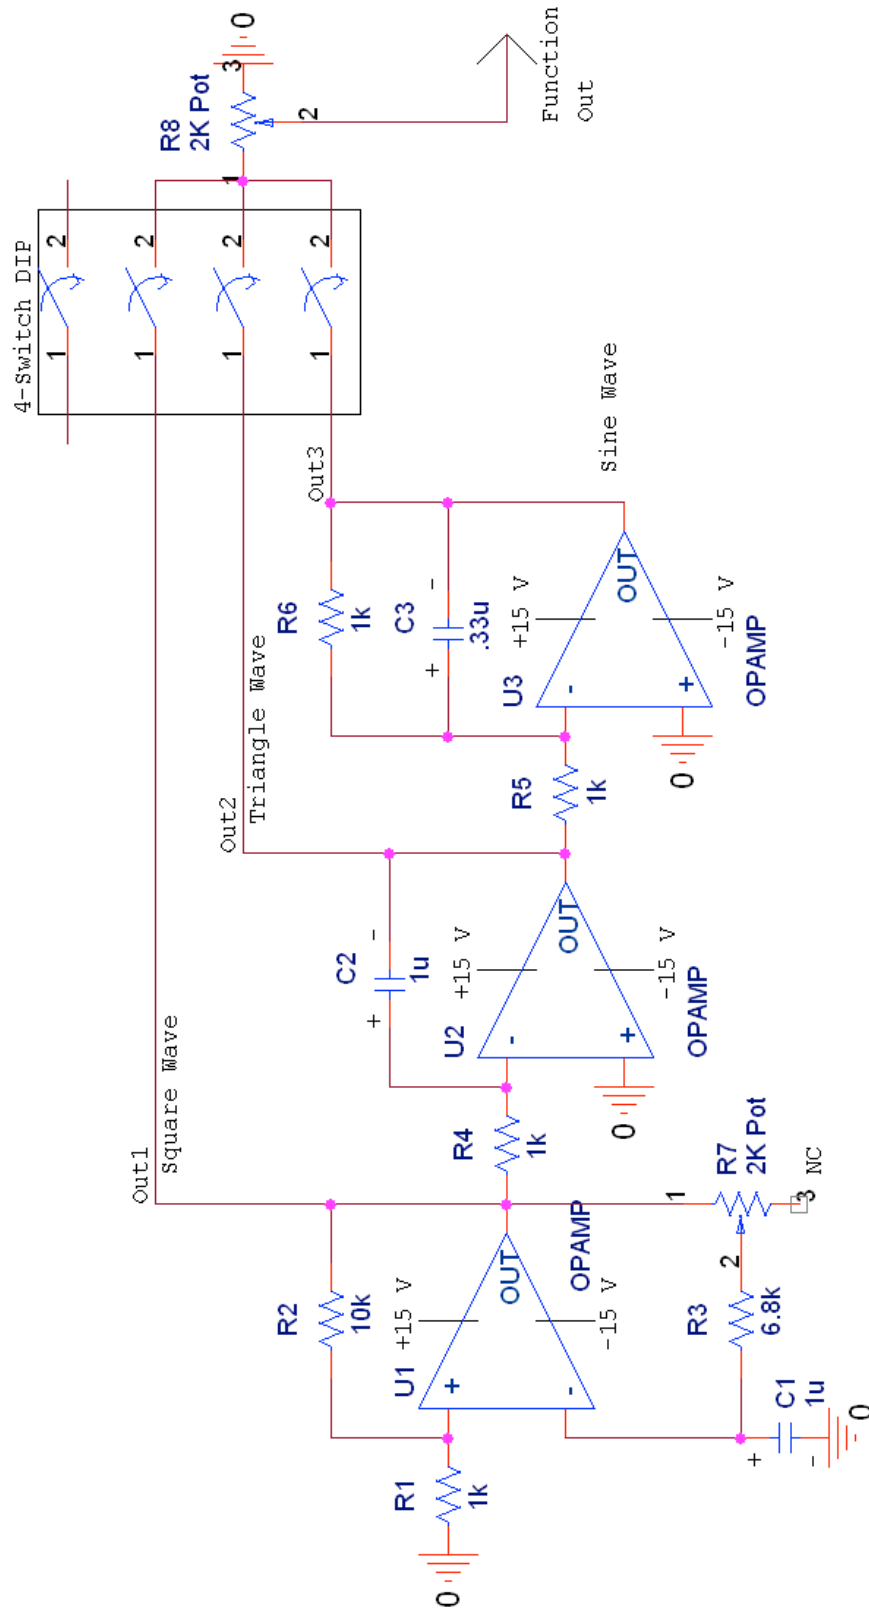 4-Switch DIP
1
2
1
2
1
2
1
2
R8
2K Pot
1
3
2
0
Function
Out
Out1
Square Wave
Out2
Triangle Wave
Out3
Sine Wave
R1
1k
0
R2
10k
U1
+
-
+15 V
-15 V
OUT
OPAMP
R3
6.8k
C1
1u
+
-
0
R7
2K Pot
1
2
3
NC
R4
1k
C2
1u
+
-
U2
-
+
+15 V
-15 V
OUT
OPAMP
0
R5
1k
R6
1k
C3
.33u
+
-
U3
-
+
+15 V
-15 V
OUT
OPAMP
0